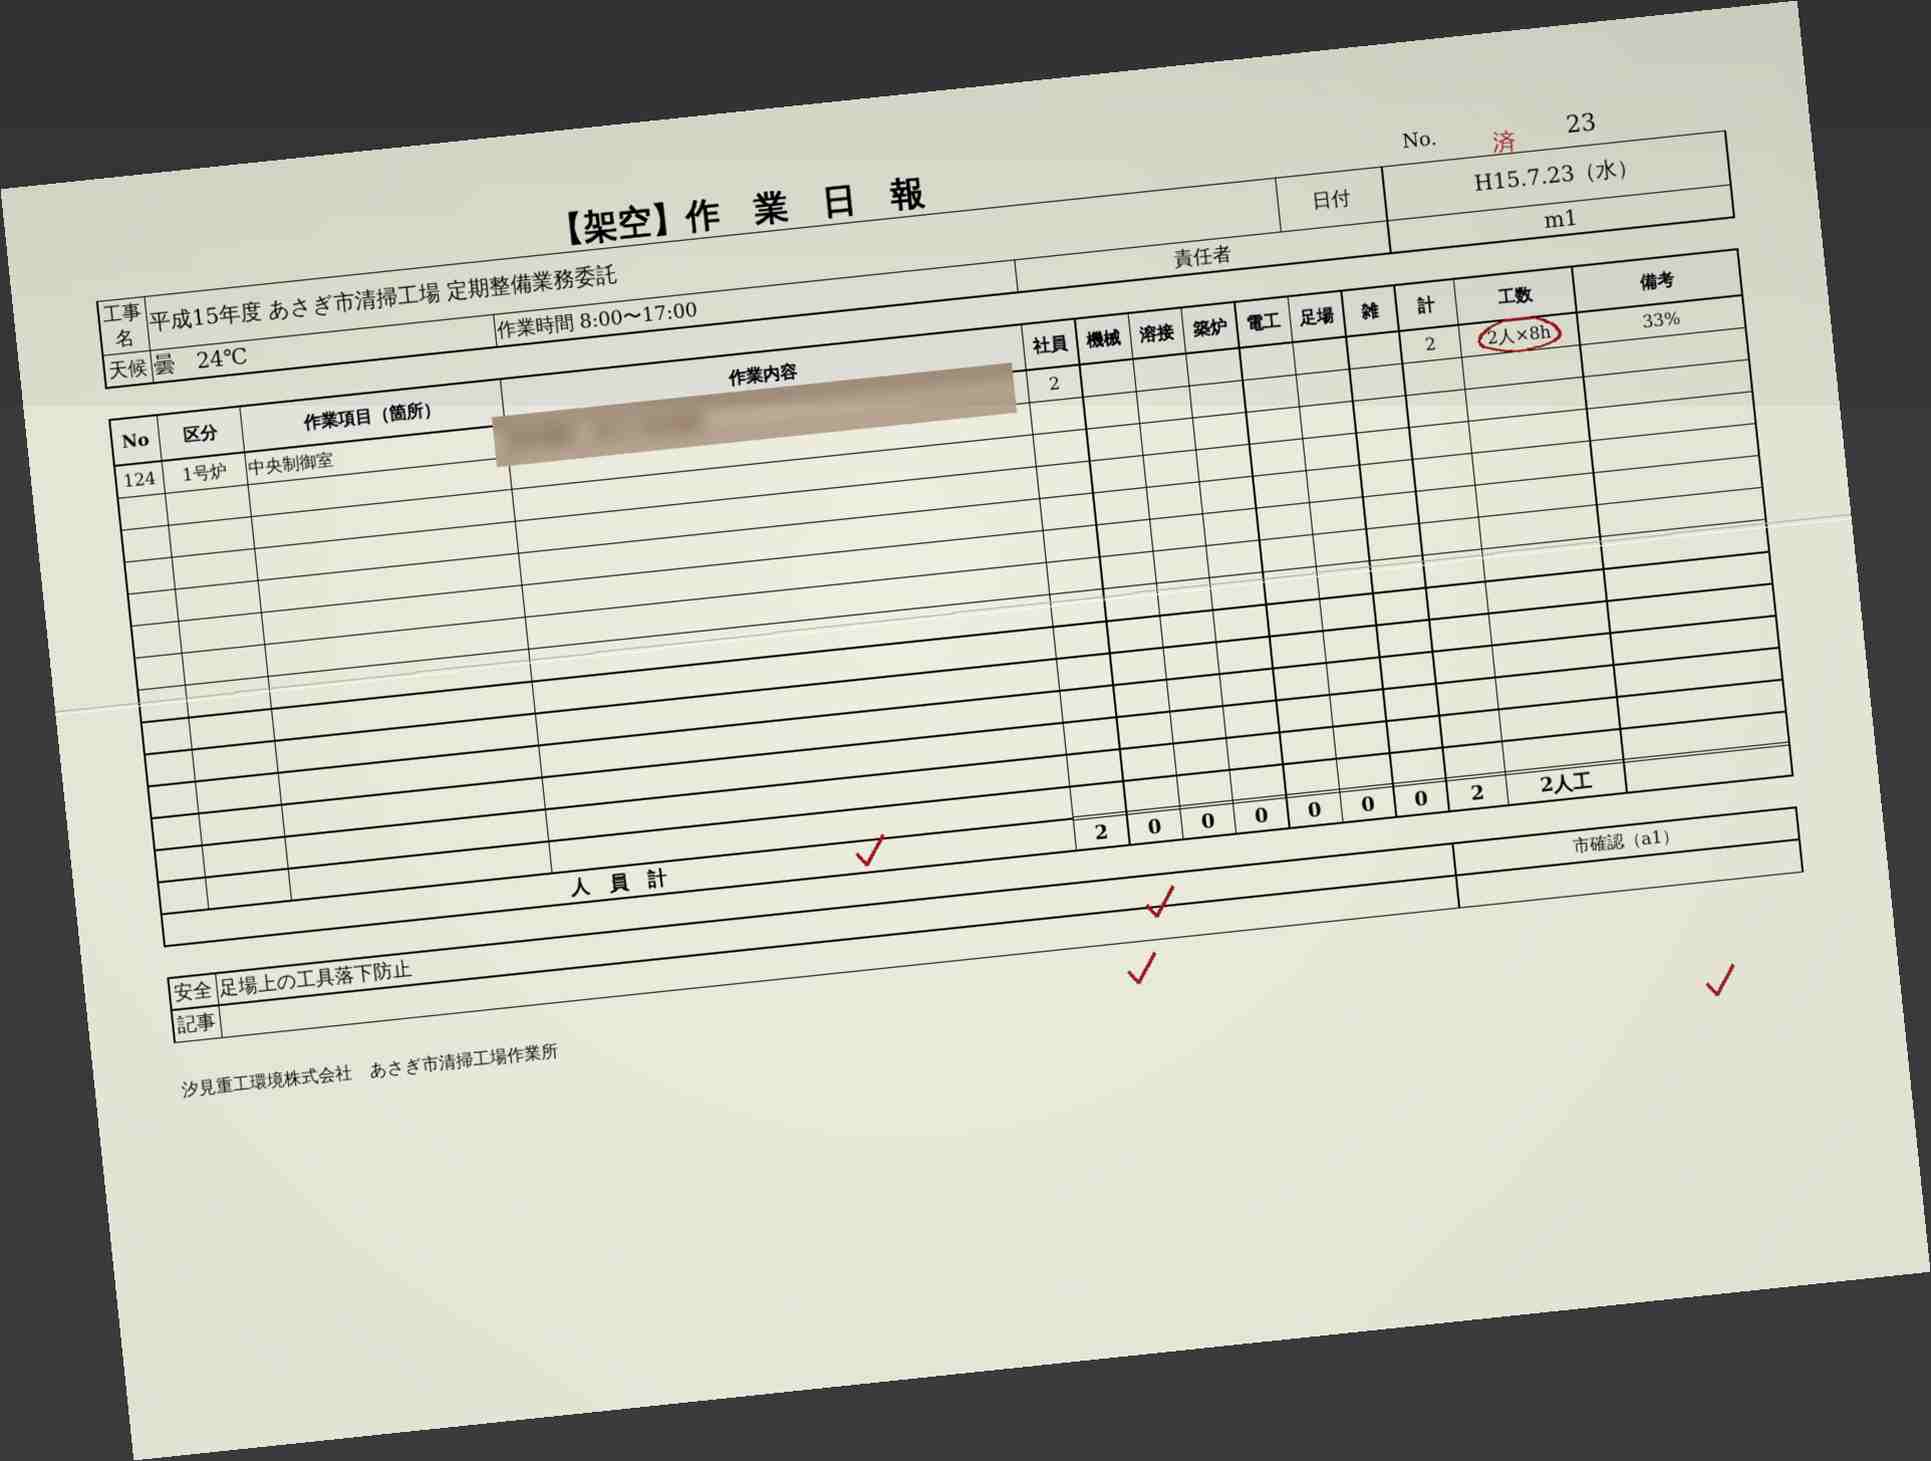 No. 済 23
【架空】作 業 日 報
工事名 平成15年度 あさぎ市清掃工場 定期整備業務委託 日付 H15.7.23（水）
天候 曇 24℃ 作業時間 8:00〜17:00 責任者 m1
No 区分 作業項目（箇所） 作業内容 社員 機械 溶接 築炉 電工 足場 雑 計 工数 備考
124 1号炉 中央制御室 2 2 2人×8h 33%
人 員 計 2 0 0 0 0 0 0 2 2人工
安全 足場上の工具落下防止 市確認（a1）
記事
汐見重工環境株式会社 あさぎ市清掃工場作業所